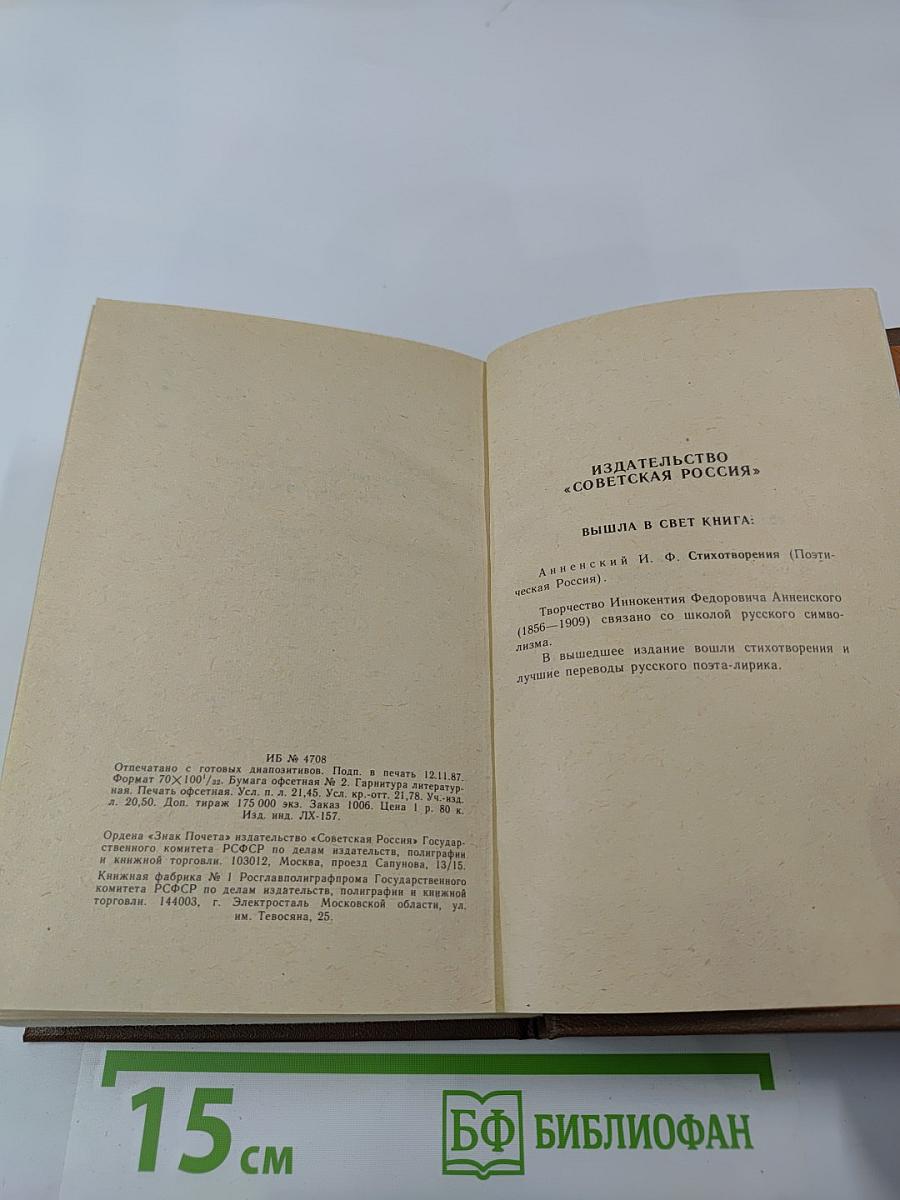 ИБ № 4708
Отпечатано с готовых диапозитивов. Подп. в печать 12.11.87.
Формат 70×100¹/₃₂. Бумага офсетная № 2. Гарнитура литератур-
ная. Печать офсетная. Усл. п. л. 21,45. Усл. кр.-отт. 21,78. Уч.-изд.
л. 20,50. Доп. тираж 175 000 экз. Заказ 1006. Цена 1 р. 80 к.
Изд. инд. ЛХ-157.
Ордена «Знак Почета» издательство «Советская Россия» Государ-
ственного комитета РСФСР по делам издательств, полиграфии
и книжной торговли. 103012, Москва, проезд Сапунова, 13/15.
Книжная фабрика № 1 Росглавполиграфпрома Государственного
комитета РСФСР по делам издательств, полиграфии и книжной
торговли. 144003, г. Электросталь Московской области, ул.
им. Тевосяна, 25.
ИЗДАТЕЛЬСТВО
«СОВЕТСКАЯ РОССИЯ»
ВЫШЛА В СВЕТ КНИГА:
Анненский И. Ф. Стихотворения (Поэти-
ческая Россия).
Творчество Иннокентия Федоровича Анненского
(1856—1909) связано со школой русского симво-
лизма.
В вышедшее издание вошли стихотворения и
лучшие переводы русского поэта-лирика.
15 см
БФ БИБЛИОФАН